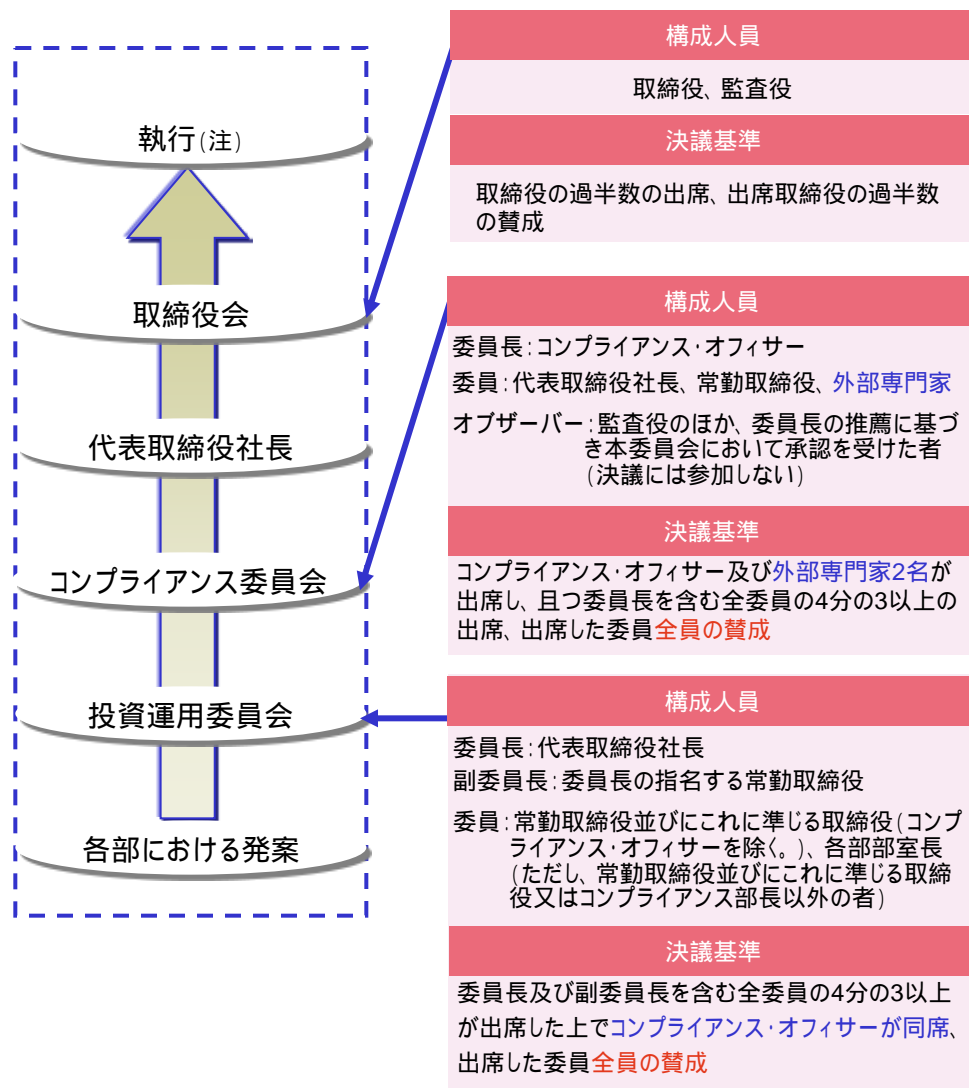 執行(注)
取締役会
代表取締役社長
コンプライアンス委員会
投資運用委員会
各部における発案
構成人員
取締役、監査役
決議基準
取締役の過半数の出席、出席取締役の過半数
の賛成
構成人員
委員長:コンプライアンス・オフィサー
委員:代表取締役社長、常勤取締役、外部専門家
オブザーバー:監査役のほか、委員長の推薦に基づ
き本委員会において承認を受けた者
(決議には参加しない)
決議基準
コンプライアンス・オフィサー及び外部専門家2名が
出席し、且つ委員長を含む全委員の4分の3以上の
出席、出席した委員全員の賛成
構成人員
委員長:代表取締役社長
副委員長:委員長の指名する常勤取締役
委員:常勤取締役並びにこれに準じる取締役(コンプ
ライアンス・オフィサーを除く。)、各部部室長
(ただし、常勤取締役並びにこれに準じる取締
役又はコンプライアンス部長以外の者)
決議基準
委員長及び副委員長を含む全委員の4分の3以上
が出席した上でコンプライアンス・オフィサーが同席、
出席した委員全員の賛成